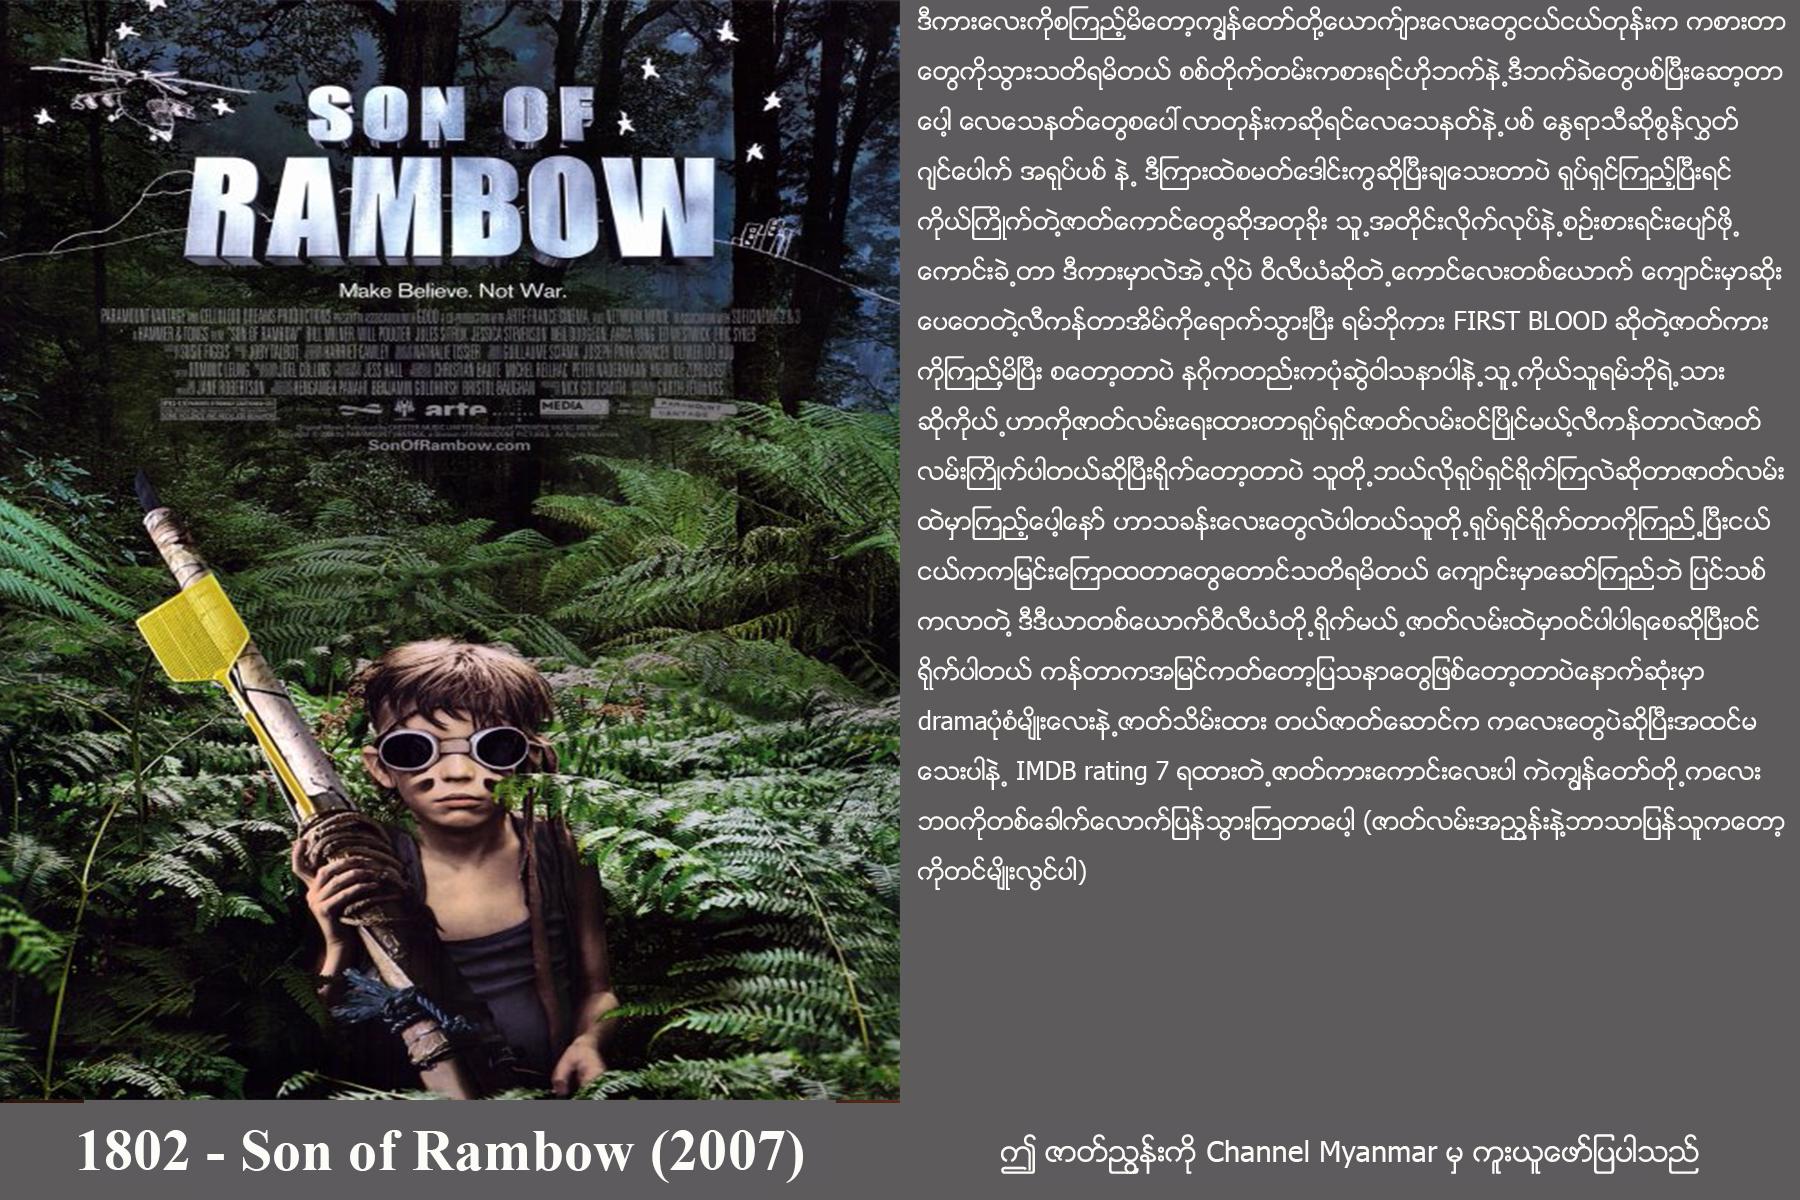 SON OF
RAMBOW
Make Believe. Not War.
arte
MEDIA
SonOfRambow.com
ဒီကားလေးကိုစကြည့်မိတော့ကျွန်တော်တို့ယောက်ျားလေးတွေငယ်ငယ်တုန်းက ကစားတာ
တွေကိုသွားသတိရမိတယ် စစ်တိုက်တမ်းကစားရင်ဟိုဘက်နဲ့ဒီဘက်ခဲတွေပစ်ပြီးဆော့တာ
ပေါ့ လေသေနတ်တွေစပေါ်လာတုန်းကဆိုရင်လေသေနတ်နဲ့ပစ် နွေရာသီဆိုစွန်လွှတ်
ဂျင်ပေါက် အရုပ်ပစ် နဲ့ ဒီကြားထဲစမတ်ဒေါင်းကွဆိုပြီးချသေးတာပဲ ရုပ်ရှင်ကြည့်ပြီးရင်
ကိုယ်ကြိုက်တဲ့ဇာတ်ကောင်တွေဆိုအတုခိုး သူ့အတိုင်းလိုက်လုပ်နဲ့စဉ်းစားရင်းပျော်ဖို့
ကောင်းခဲ့တာ ဒီကားမှာလဲအဲ့လိုပဲ ဝီလီယံဆိုတဲ့ကောင်လေးတစ်ယောက် ကျောင်းမှာဆိုး
ပေတေတဲ့လီကန်တာအိမ်ကိုရောက်သွားပြီး ရမ်ဘိုကား FIRST BLOOD ဆိုတဲ့ဇာတ်ကား
ကိုကြည့်မိပြီး စတော့တာပဲ နဂိုကတည်းကပုံဆွဲဝါသနာပါနဲ့သူ့ကိုယ်သူရမ်ဘိုရဲ့သား
ဆိုကိုယ့်ဟာကိုဇာတ်လမ်းရေးထားတာရုပ်ရှင်ဇာတ်လမ်းဝင်ပြိုင်မယ့်လီကန်တာလဲဇာတ်
လမ်းကြိုက်ပါတယ်ဆိုပြီးရိုက်တော့တာပဲ သူတို့ဘယ်လိုရုပ်ရှင်ရိုက်ကြလဲဆိုတာဇာတ်လမ်း
ထဲမှာကြည့်ပေါ့နော် ဟာသခန်းလေးတွေလဲပါတယ်သူတို့ရုပ်ရှင်ရိုက်တာကိုကြည့်ပြီးငယ်
ငယ်ကကမြင်းကြောထတာတွေတောင်သတိရမိတယ် ကျောင်းမှာဆော်ကြည်ဘဲ ပြင်သစ်
ကလာတဲ့ ဒီဒီယာတစ်ယောက်ဝီလီယံတို့ရိုက်မယ့်ဇာတ်လမ်းထဲမှာဝင်ပါပါရစေဆိုပြီးဝင်
ရိုက်ပါတယ် ကန်တာကအမြင်ကတ်တော့ပြသနာတွေဖြစ်တော့တာပဲနောက်ဆုံးမှာ
dramaပုံစံမျိုးလေးနဲ့ဇာတ်သိမ်းထား တယ်ဇာတ်ဆောင်က ကလေးတွေပဲဆိုပြီးအထင်မ
သေးပါနဲ့ IMDB rating 7 ရထားတဲ့ဇာတ်ကားကောင်းလေးပါ ကဲကျွန်တော်တို့ကလေး
ဘဝကိုတစ်ခေါက်လောက်ပြန်သွားကြတာပေါ့ (ဇာတ်လမ်းအညွှန်းနဲ့ဘာသာပြန်သူကတော့
ကိုတင်မျိုးလွင်ပါ)
1802 - Son of Rambow (2007)
ဤ ဇာတ်ညွှန်းကို Channel Myanmar မှ ကူးယူဖော်ပြပါသည်